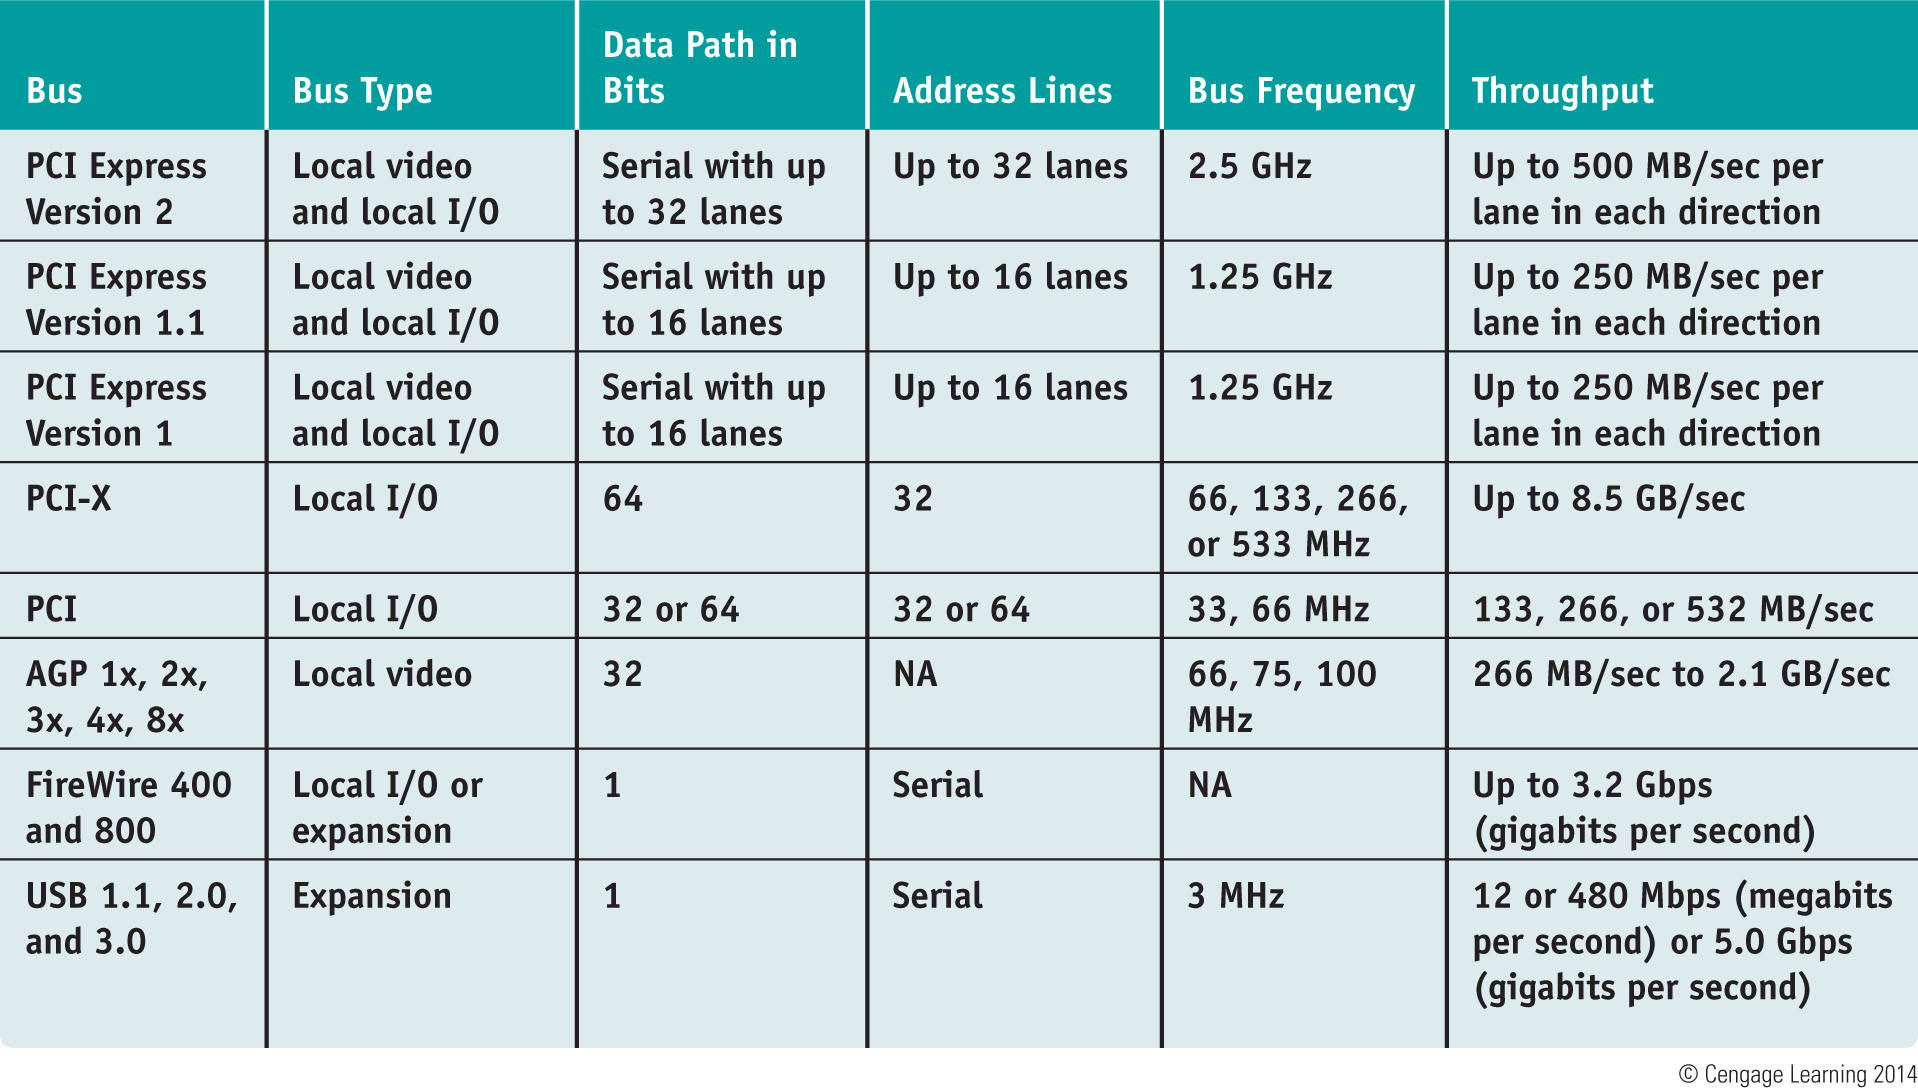 Bus
Bus Type
Data Path in
Bits
Address Lines
Bus Frequency
Throughput
PCI Express
Version 2
Local video
and local I/O
Serial with up
to 32 lanes
Up to 32 lanes
2.5 GHz
Up to 500 MB/sec per
lane in each direction
PCI Express
Version 1.1
Local video
and local I/O
Serial with up
to 16 lanes
Up to 16 lanes
1.25 GHz
Up to 250 MB/sec per
lane in each direction
PCI Express
Version 1
Local video
and local I/O
Serial with up
to 16 lanes
Up to 16 lanes
1.25 GHz
Up to 250 MB/sec per
lane in each direction
PCI-X
Local I/O
64
32
66, 133, 266,
or 533 MHz
Up to 8.5 GB/sec
PCI
Local I/O
32 or 64
32 or 64
33, 66 MHz
133, 266, or 532 MB/sec
AGP 1x, 2x,
3x, 4x, 8x
Local video
32
NA
66, 75, 100
MHz
266 MB/sec to 2.1 GB/sec
FireWire 400
and 800
Local I/O or
expansion
1
Serial
NA
Up to 3.2 Gbps
(gigabits per second)
USB 1.1, 2.0,
and 3.0
Expansion
1
Serial
3 MHz
12 or 480 Mbps (megabits
per second) or 5.0 Gbps
(gigabits per second)
© Cengage Learning 2014